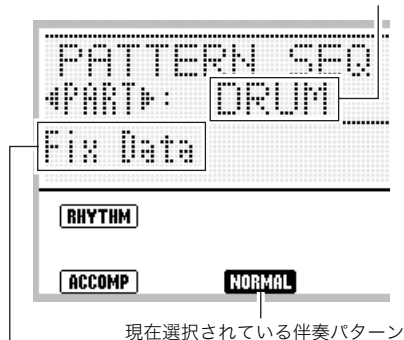 PATTERN SEQ
◀PART▶: DRUM
Fix Data
RHYTHM
ACCOMP NORMAL
現在選択されている伴奏パターン